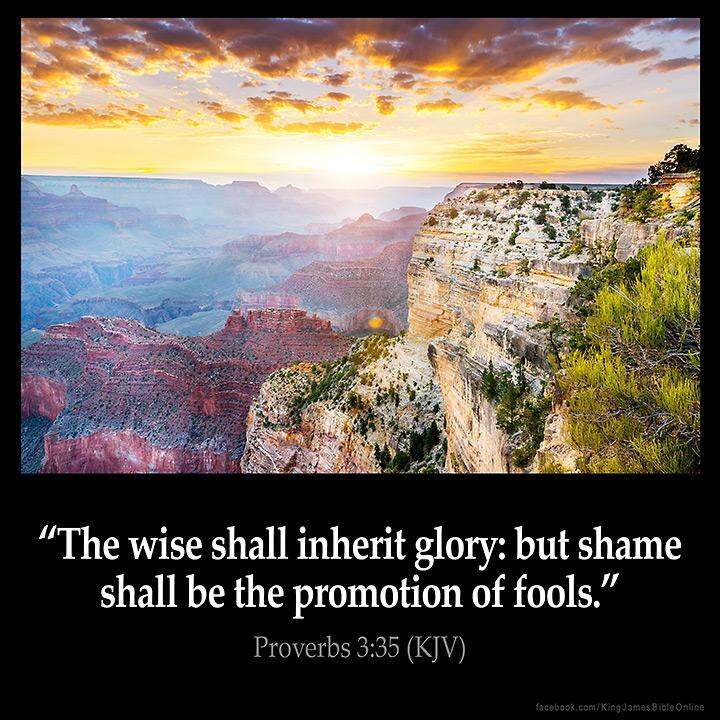 “The wise shall inherit glory: but shame
shall be the promotion of fools.”
Proverbs 3:35 (KJV)
facebook.com/KingJamesBibleOnline